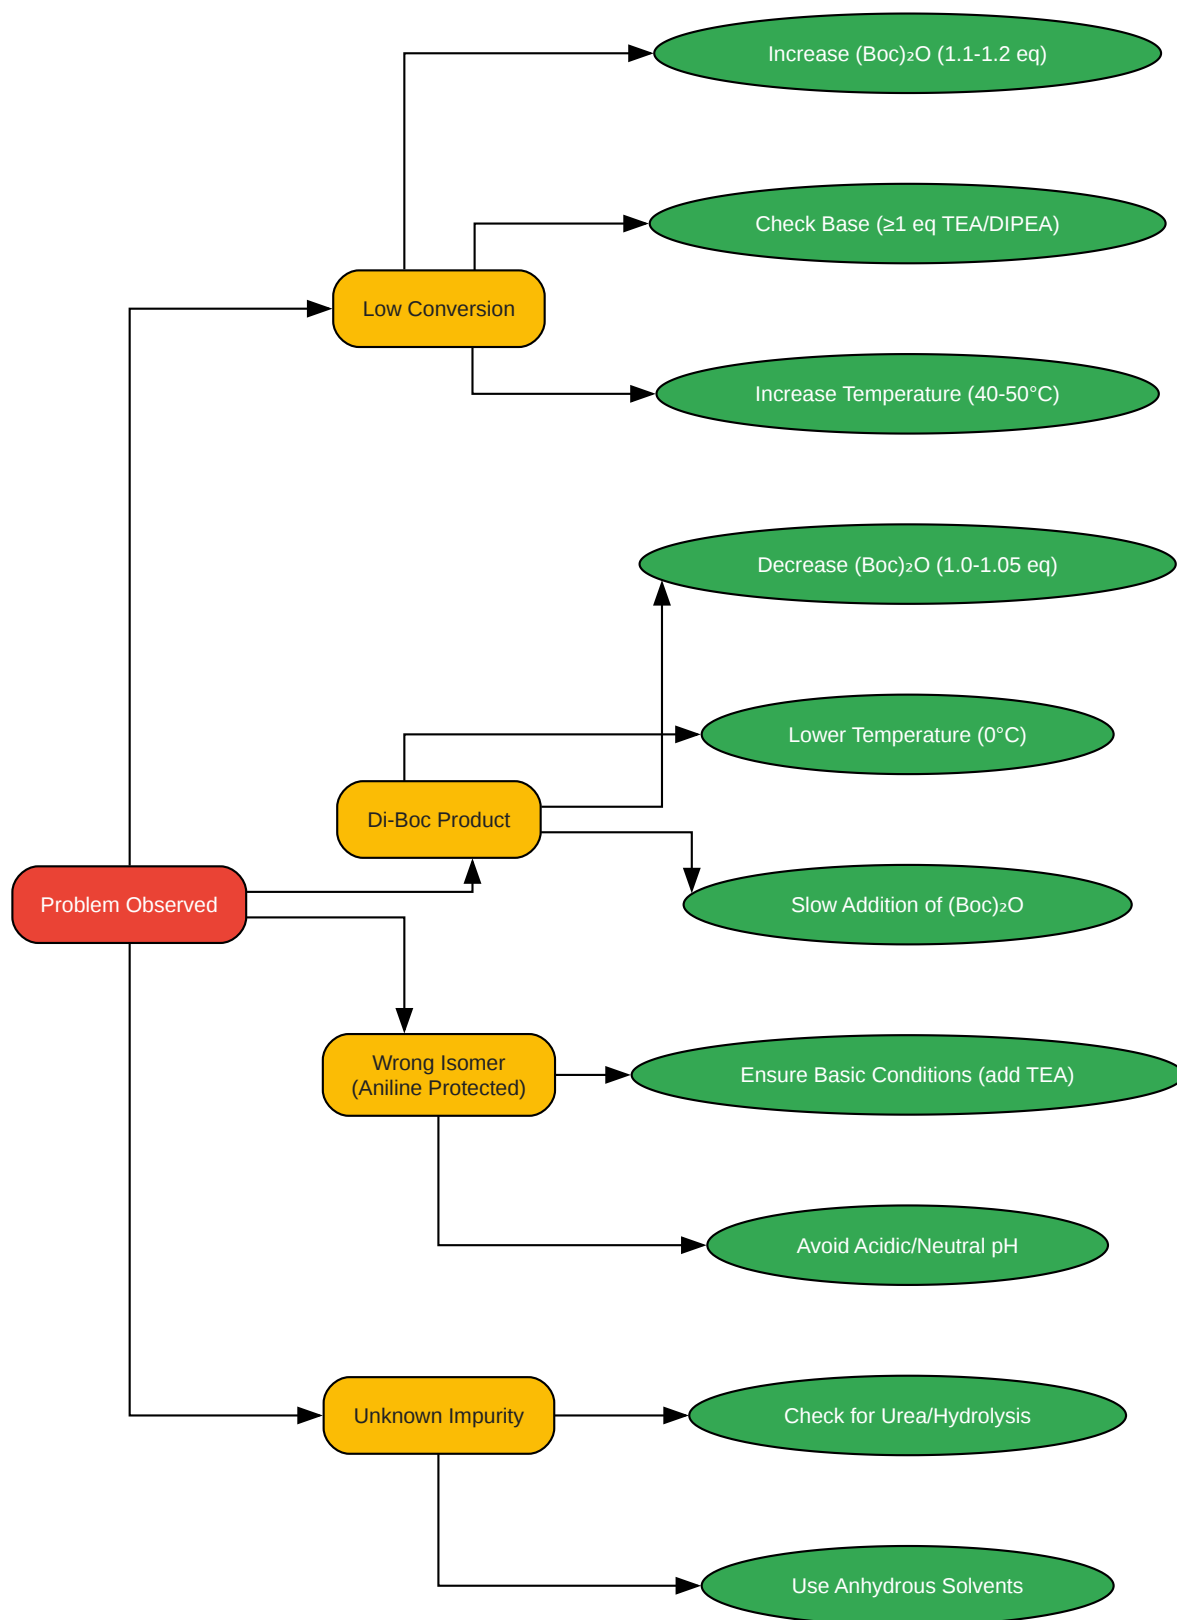 Increase (Boc)₂O (1.1-1.2 eq)
Check Base (≥1 eq TEA/DIPEA)
Low Conversion
Increase Temperature (40-50°C)
Decrease (Boc)₂O (1.0-1.05 eq)
Lower Temperature (0°C)
Di-Boc Product
Problem Observed
Slow Addition of (Boc)₂O
Wrong Isomer
(Aniline Protected)
Ensure Basic Conditions (add TEA)
Avoid Acidic/Neutral pH
Unknown Impurity
Check for Urea/Hydrolysis
Use Anhydrous Solvents